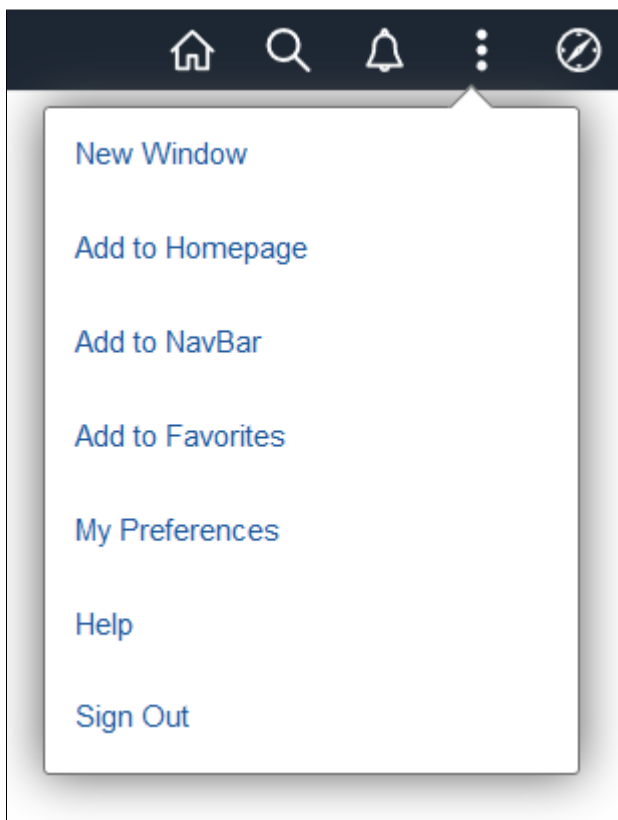 New Window
Add to Homepage
Add to NavBar
Add to Favorites
My Preferences
Help
Sign Out